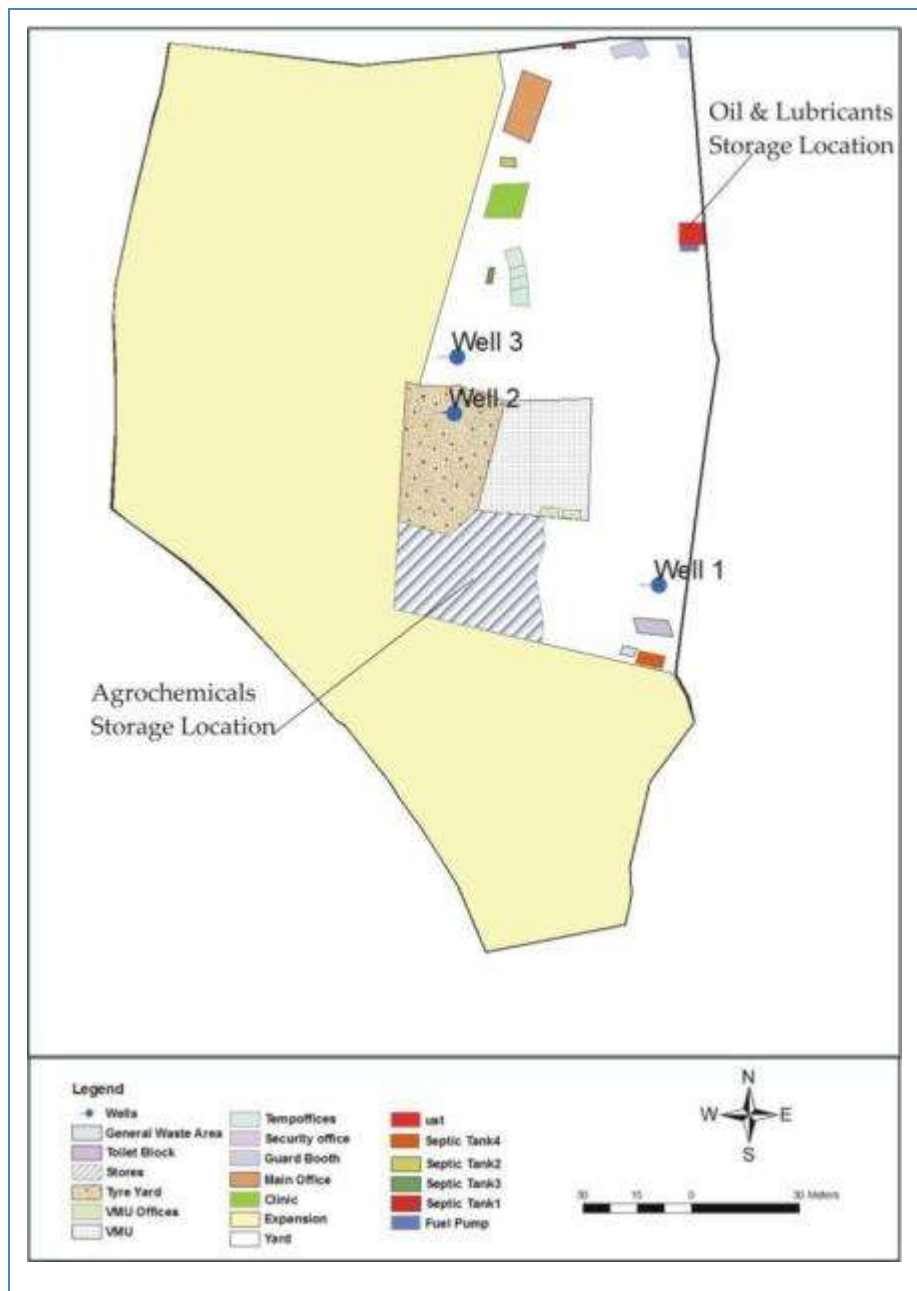 Oil & Lubricants
Storage Location
Well 3
Well 2
Well 1
Agrochemicals
Storage Location
Legend
Wells
General Waste Area
Toilet Block
Stores
Tyre Yard
VMU Offices
VMU
Tempoffices
Security office
Guard Booth
Main Office
Clinic
Expansion
Yard
ust
Septic Tank4
Septic Tank2
Septic Tank3
Septic Tank1
Fuel Pump
N
W E
S
30 15 0 30 Meters